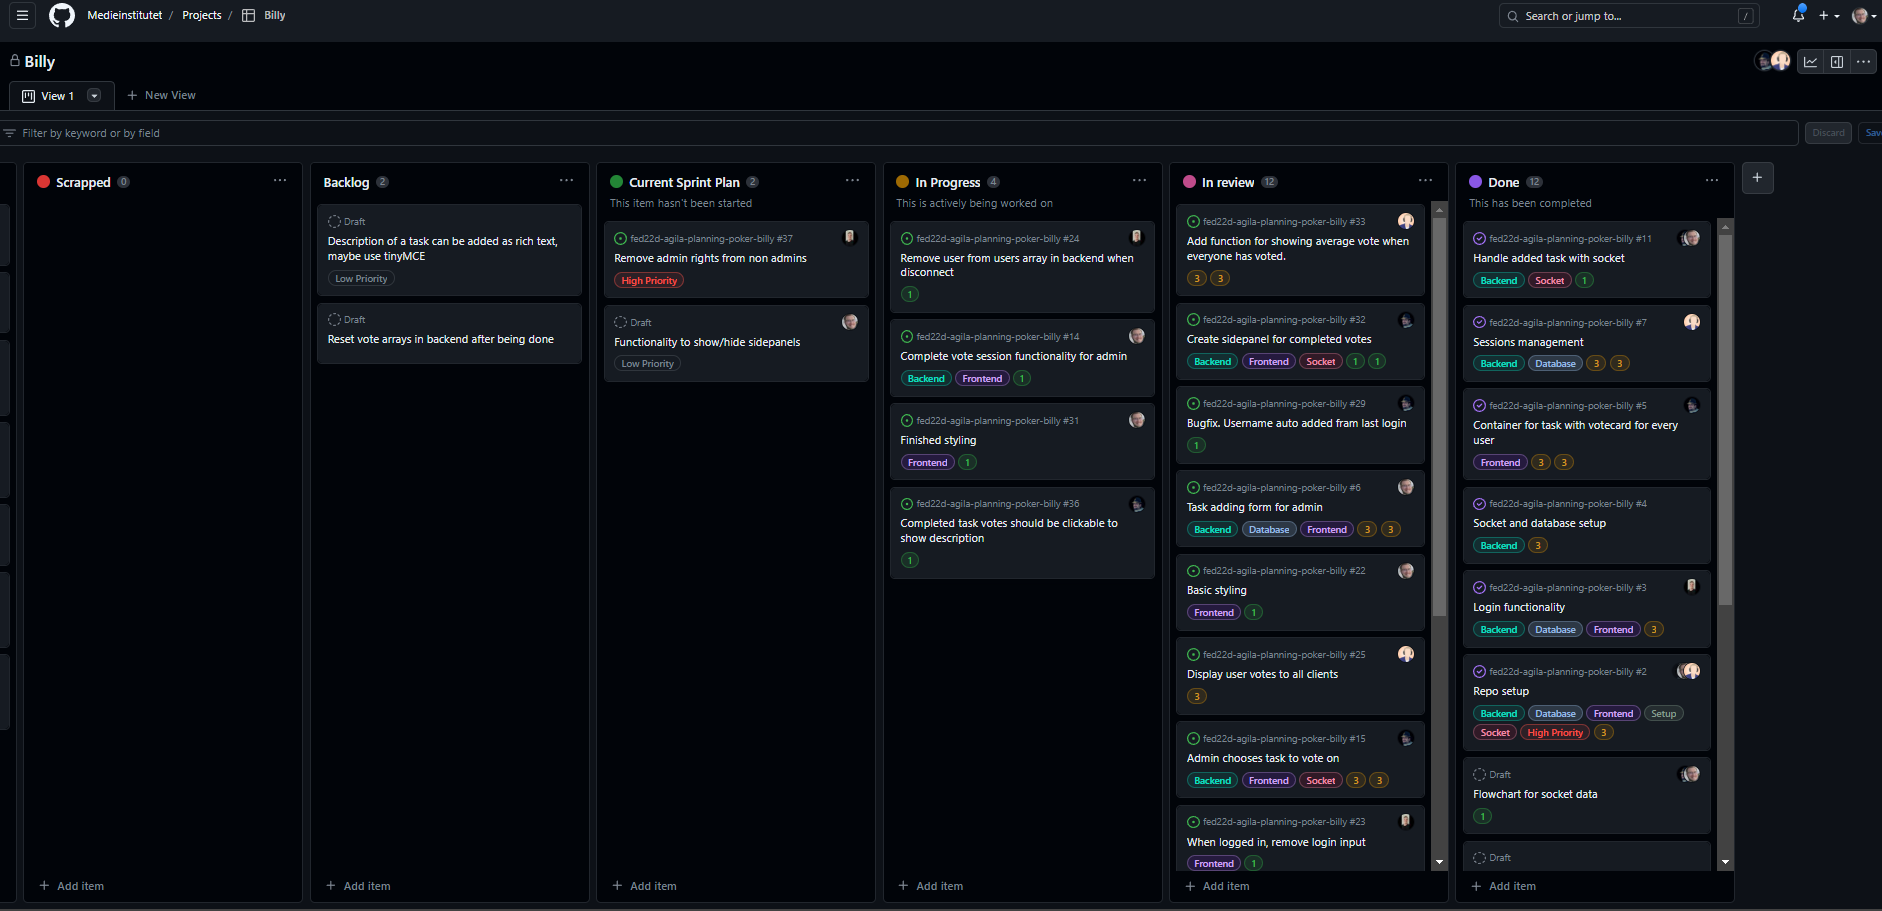 Medieinstitutet / Projects / Billy
Search or jump to... /
Billy
View 1
New View
Filter by keyword or by field
Discard
Scrapped 0
Add item
Backlog 2
Draft
Description of a task can be added as rich text,
maybe use tinyMCE
Low Priority
Draft
Reset vote arrays in backend after being done
Add item
Current Sprint Plan 2
This item hasn't been started
fed22d-agila-planning-poker-billy #37
Remove admin rights from non admins
High Priority
Draft
Functionality to show/hide sidepanels
Low Priority
Add item
In Progress 4
This is actively being worked on
fed22d-agila-planning-poker-billy #24
Remove user from users array in backend when
disconnect
1
fed22d-agila-planning-poker-billy #14
Complete vote session functionality for admin
Backend Frontend 1
fed22d-agila-planning-poker-billy #31
Finished styling
Frontend 1
fed22d-agila-planning-poker-billy #36
Completed task votes should be clickable to
show description
1
Add item
In review 12
fed22d-agila-planning-poker-billy #33
Add function for showing average vote when
everyone has voted.
3 3
fed22d-agila-planning-poker-billy #32
Create sidepanel for completed votes
Backend Frontend Socket 1 1
fed22d-agila-planning-poker-billy #29
Bugfix. Username auto added fram last login
1
fed22d-agila-planning-poker-billy #6
Task adding form for admin
Backend Database Frontend 3 3
fed22d-agila-planning-poker-billy #22
Basic styling
Frontend 1
fed22d-agila-planning-poker-billy #25
Display user votes to all clients
3
fed22d-agila-planning-poker-billy #15
Admin chooses task to vote on
Backend Frontend Socket 3 3
fed22d-agila-planning-poker-billy #23
When logged in, remove login input
Frontend 1
Add item
Done 12
This has been completed
fed22d-agila-planning-poker-billy #11
Handle added task with socket
Backend Socket 1
fed22d-agila-planning-poker-billy #7
Sessions management
Backend Database 3 3
fed22d-agila-planning-poker-billy #5
Container for task with votecard for every
user
Frontend 3 3
fed22d-agila-planning-poker-billy #4
Socket and database setup
Backend 3
fed22d-agila-planning-poker-billy #3
Login functionality
Backend Database Frontend 3
fed22d-agila-planning-poker-billy #2
Repo setup
Backend Database Frontend Setup
Socket High Priority 3
Draft
Flowchart for socket data
1
Draft
Add item